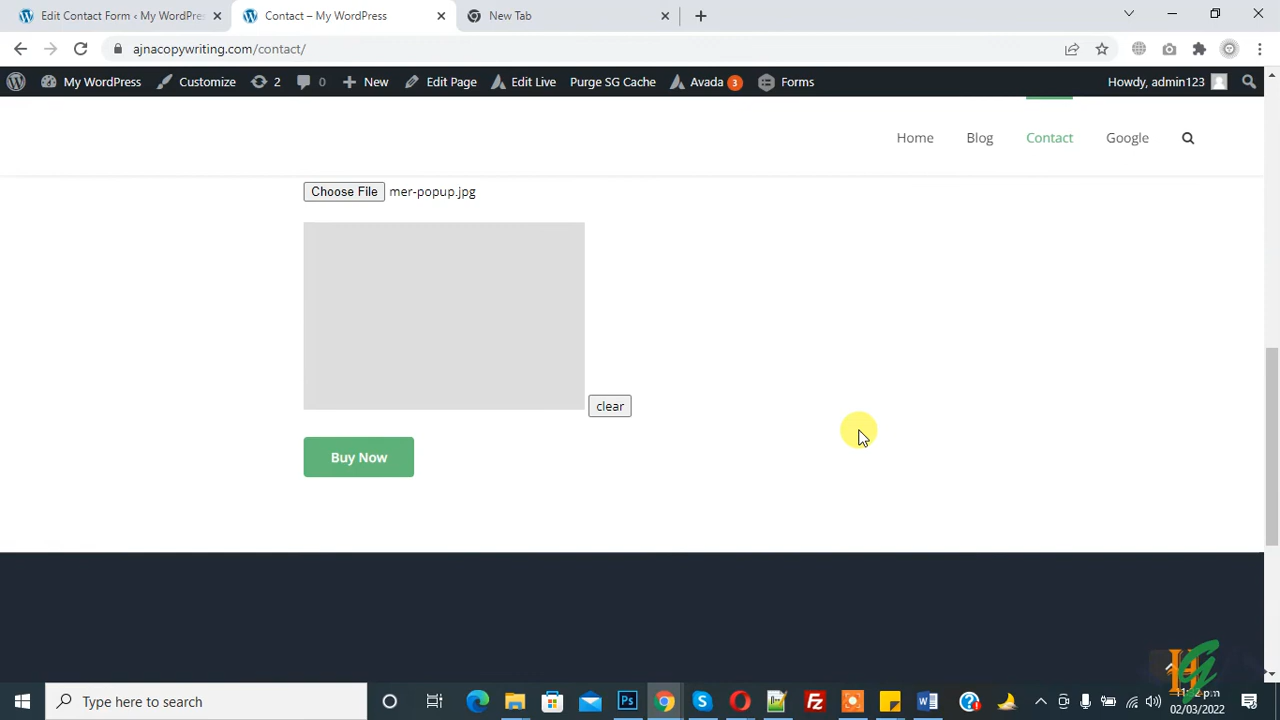 Edit Contact Form ‹ My WordPres
Contact – My WordPress
New Tab
ajnacopywriting.com/contact/
My WordPress
Customize
2
0
New
Edit Page
Edit Live
Purge SG Cache
Avada 3
Forms
Howdy, admin123
Home
Blog
Contact
Google
Choose File mer-popup.jpg
clear
Buy Now
Type here to search
02/03/2022